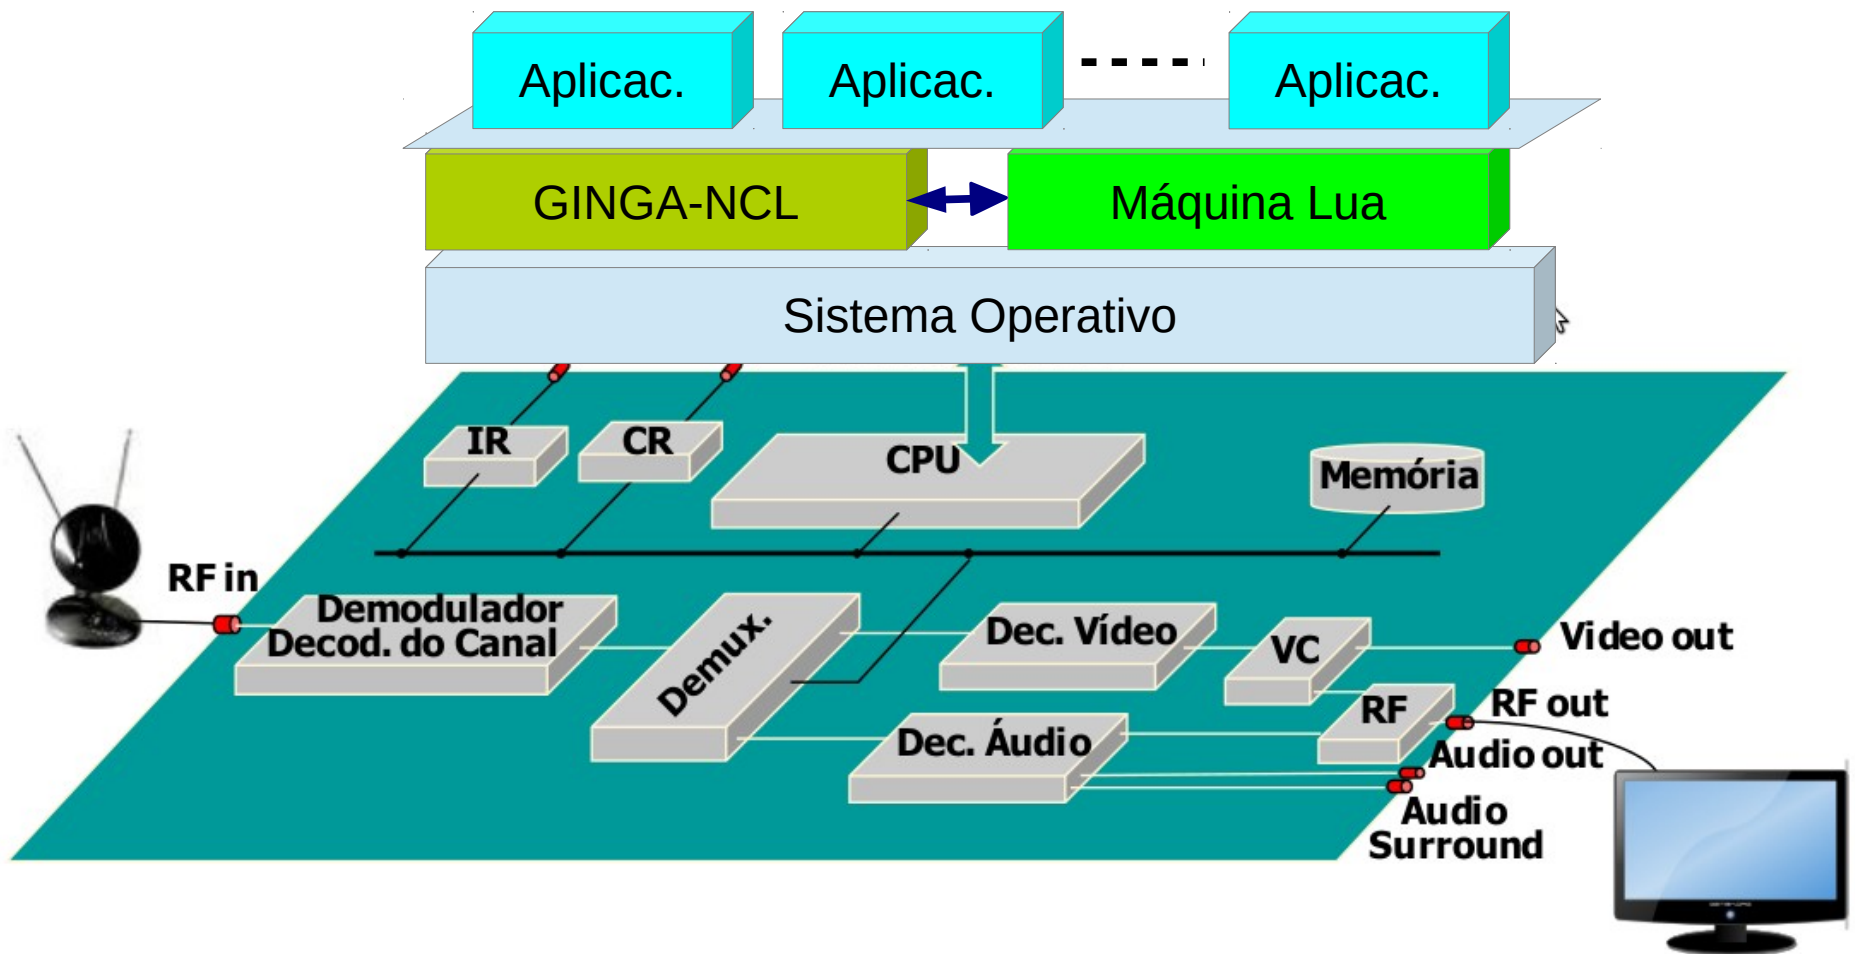 Aplicac.
Aplicac.
Aplicac.
GINGA-NCL
Máquina Lua
Sistema Operativo
IR
CR
CPU
Memória
RF in
Demodulador
Decod. do Canal
Demux.
Dec. Vídeo
VC
Video out
RF
RF out
Dec. Áudio
Audio out
Audio
Surround